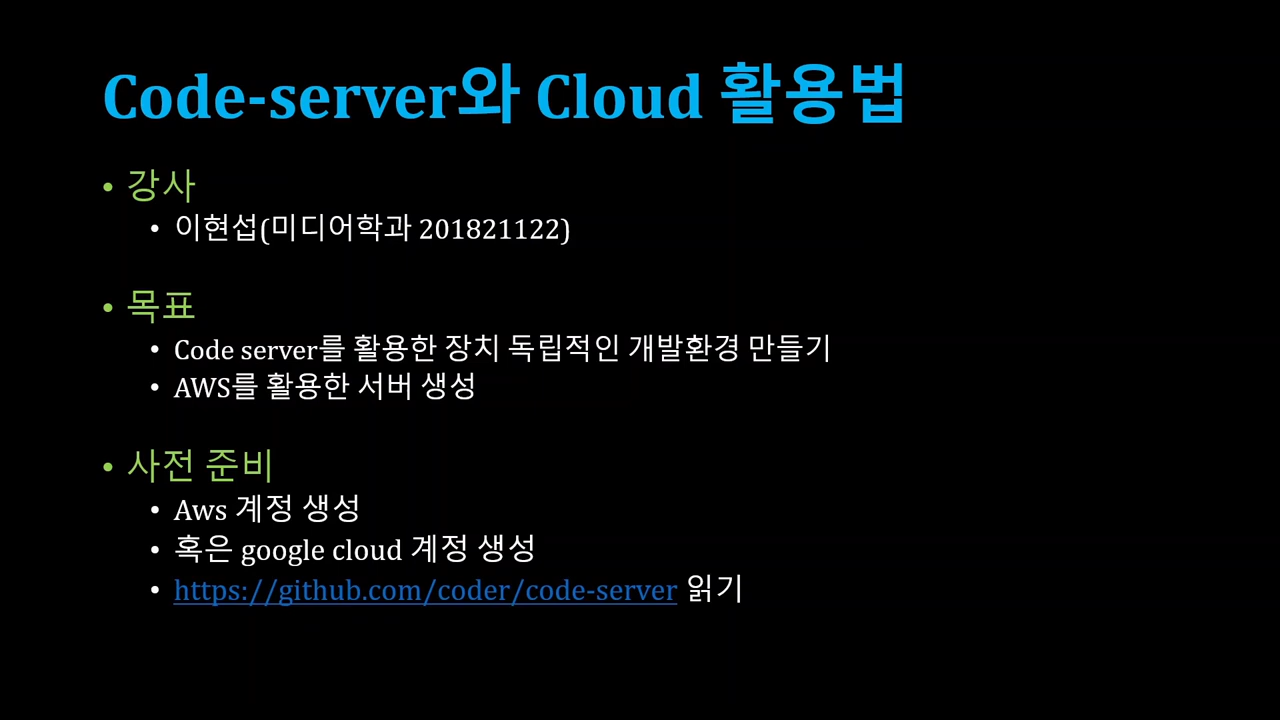 Code-server와 Cloud 활용법
• 강사
• 이현섭(미디어학과 201821122)
• 목표
• Code server를 활용한 장치 독립적인 개발환경 만들기
• AWS를 활용한 서버 생성
• 사전 준비
• Aws 계정 생성
• 혹은 google cloud 계정 생성
• https://github.com/coder/code-server 읽기